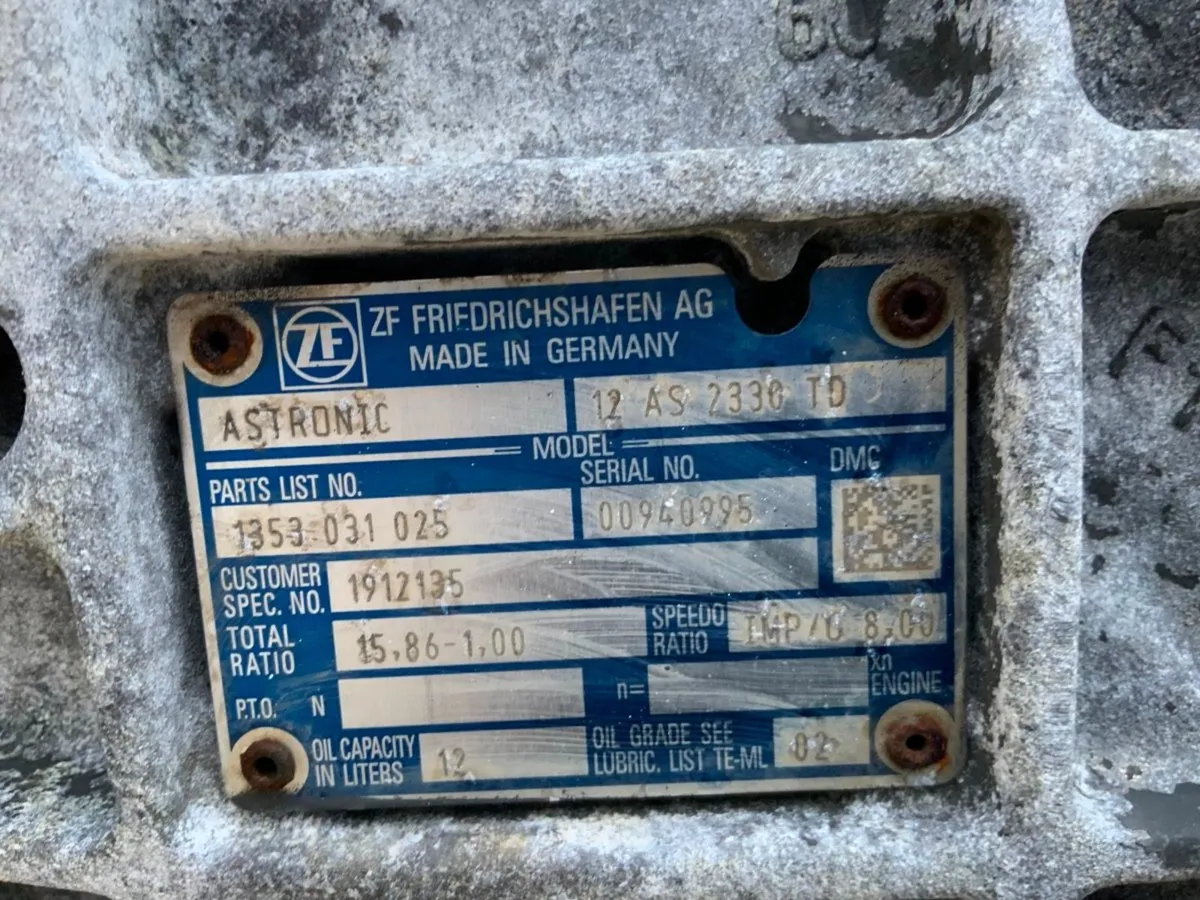 60
ZF
ZF FRIEDRICHSHAFEN AG
MADE IN GERMANY
ASTRONIC
12 AS 2330 TD
MODEL
PARTS LIST NO.
SERIAL NO.
DMC
1353 031 025
00940995
CUSTOMER
SPEC. NO.
1912135
TOTAL
RATIO
15,86-1,00
SPEEDO
RATIO
IMP/U 8,00
P.T.O.
N
n=
xn
ENGINE
OIL CAPACITY
IN LITERS
12
OIL GRADE SEE
LUBRIC. LIST TE-ML
02